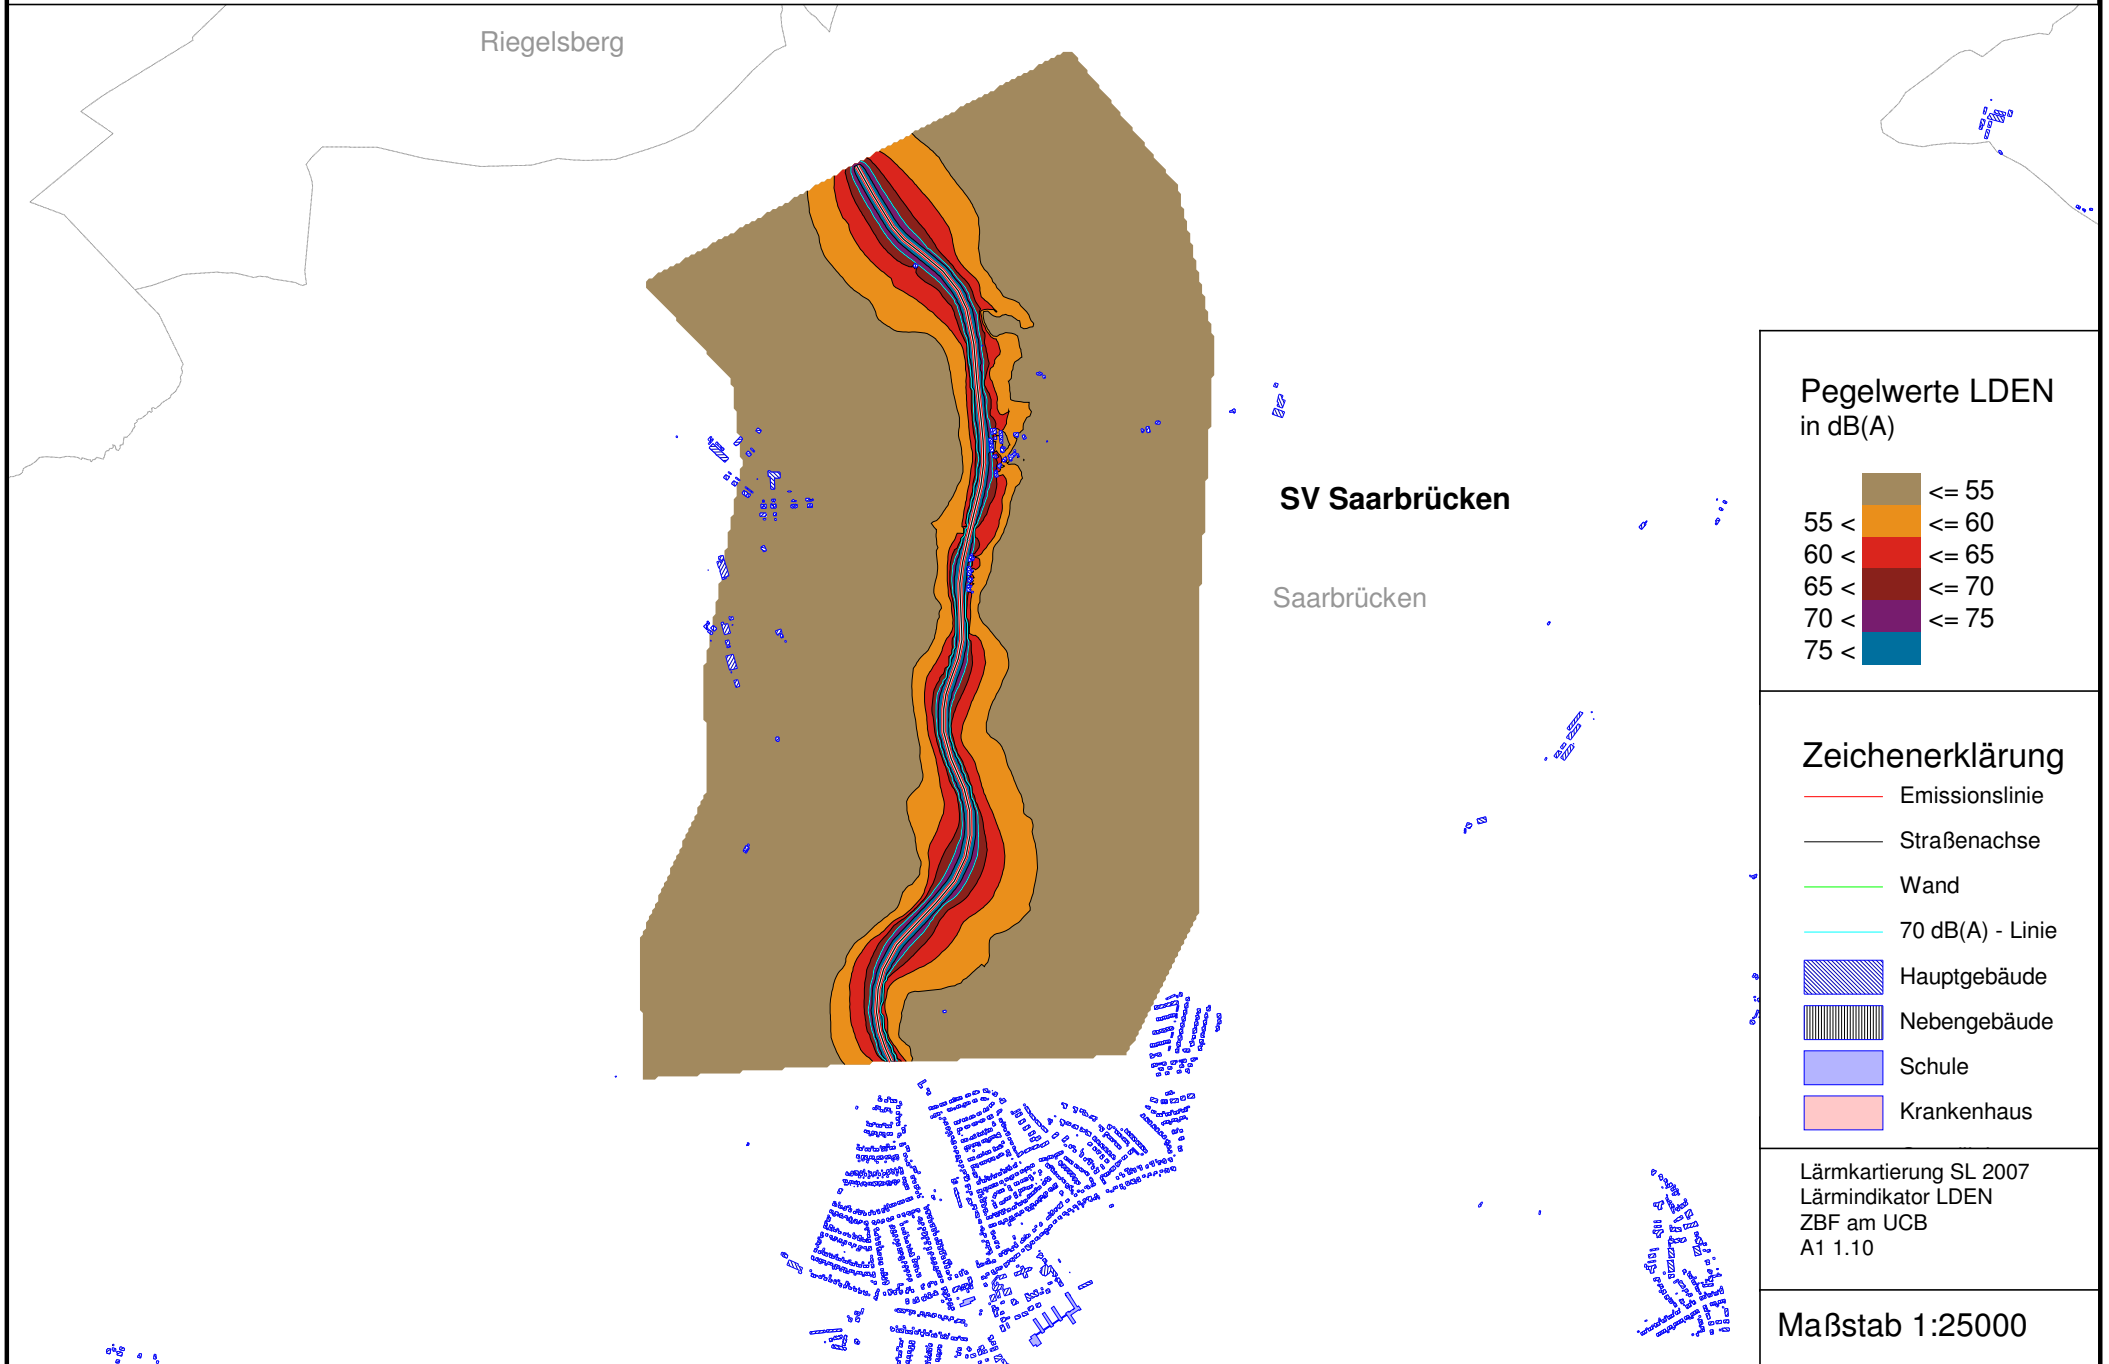 Riegelsberg
SV Saarbrücken
Saarbrücken
Pegelwerte LDEN
in dB(A)
<= 55
55 < <= 60
60 < <= 65
65 < <= 70
70 < <= 75
75 <
Zeichenerklärung
Emissionslinie
Straßenachse
Wand
70 dB(A) - Linie
Hauptgebäude
Nebengebäude
Schule
Krankenhaus
Lärmkartierung SL 2007
Lärmindikator LDEN
ZBF am UCB
A1 1.10
Maßstab 1:25000